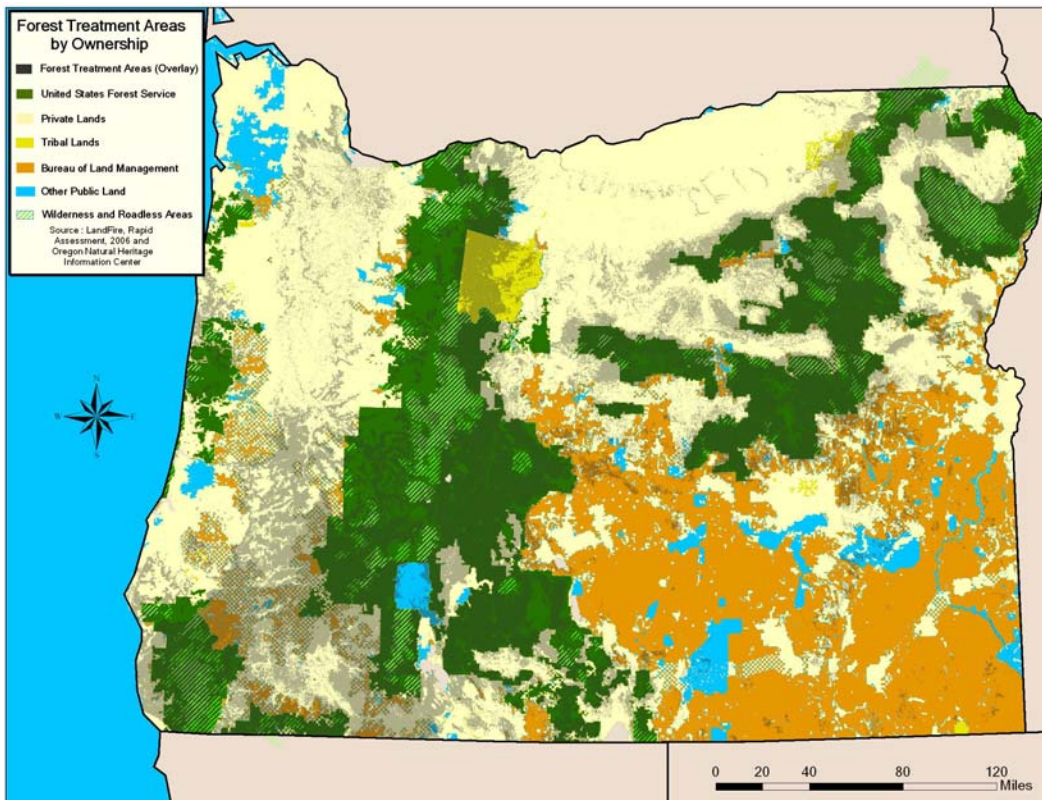 Forest Treatment Areas
by Ownership
Forest Treatment Areas (Overlay)
United States Forest Service
Private Lands
Tribal Lands
Bureau of Land Management
Other Public Land
Wilderness and Roadless Areas
Source : LandFire, Rapid
Assessment, 2006 and
Oregon Natural Heritage
Information Center
N
W E
S
0 20 40 80 120
Miles